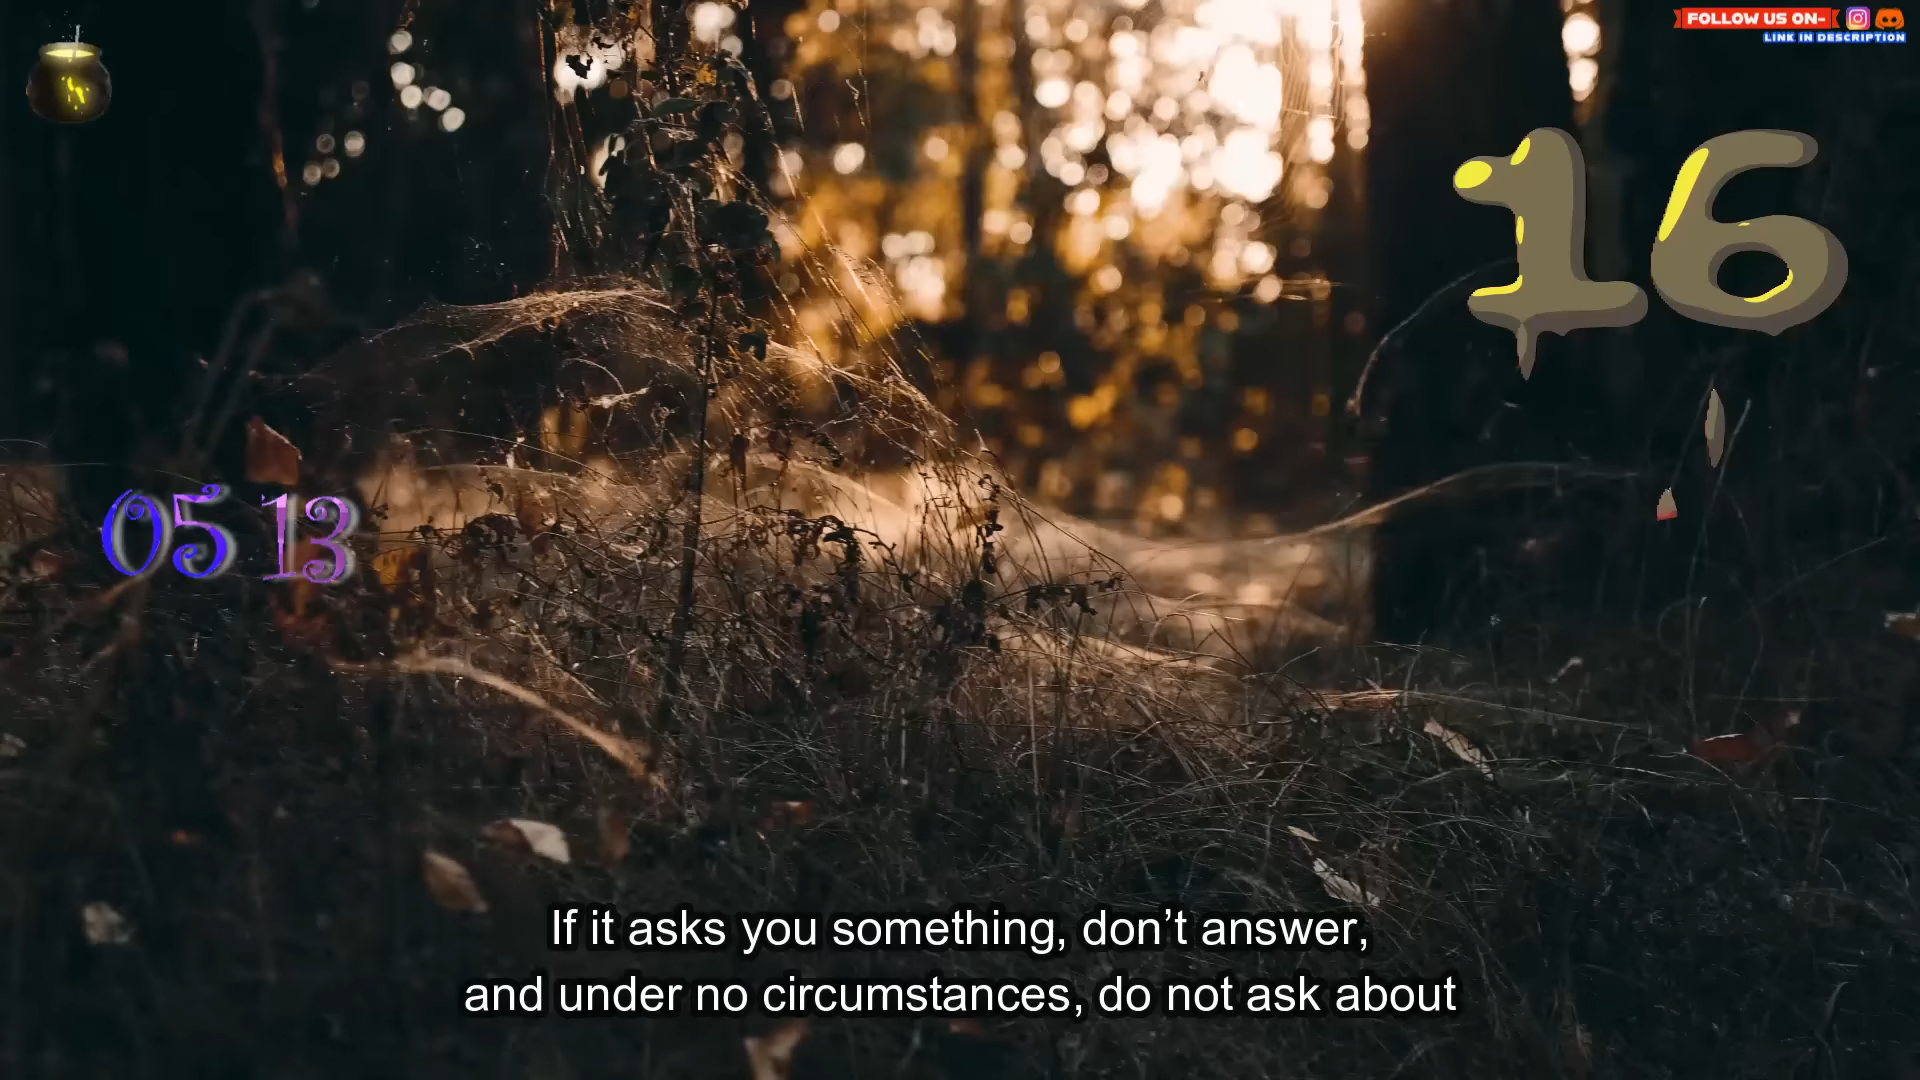 FOLLOW US ON-
LINK IN DESCRIPTION
16
05 13
If it asks you something, don’t answer,
and under no circumstances, do not ask about